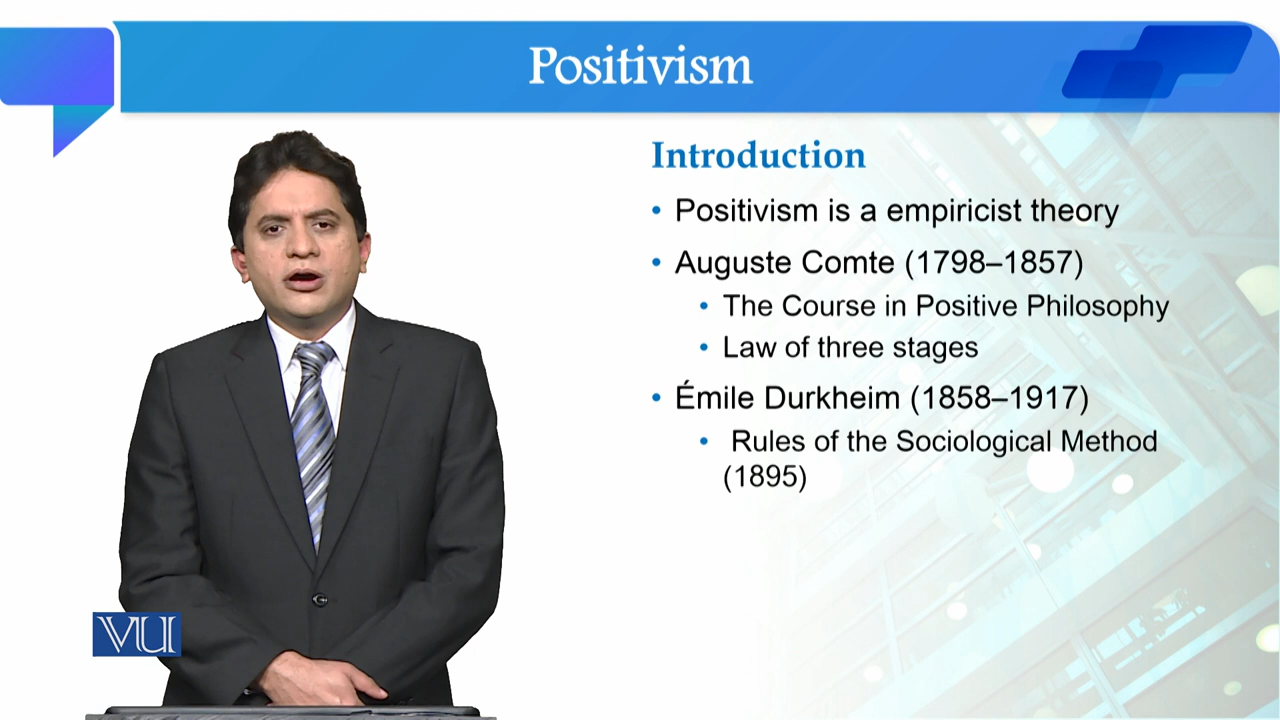 Positivism
Introduction
• Positivism is a empiricist theory
• Auguste Comte (1798–1857)
• The Course in Positive Philosophy
• Law of three stages
• Émile Durkheim (1858–1917)
• Rules of the Sociological Method
(1895)
VU